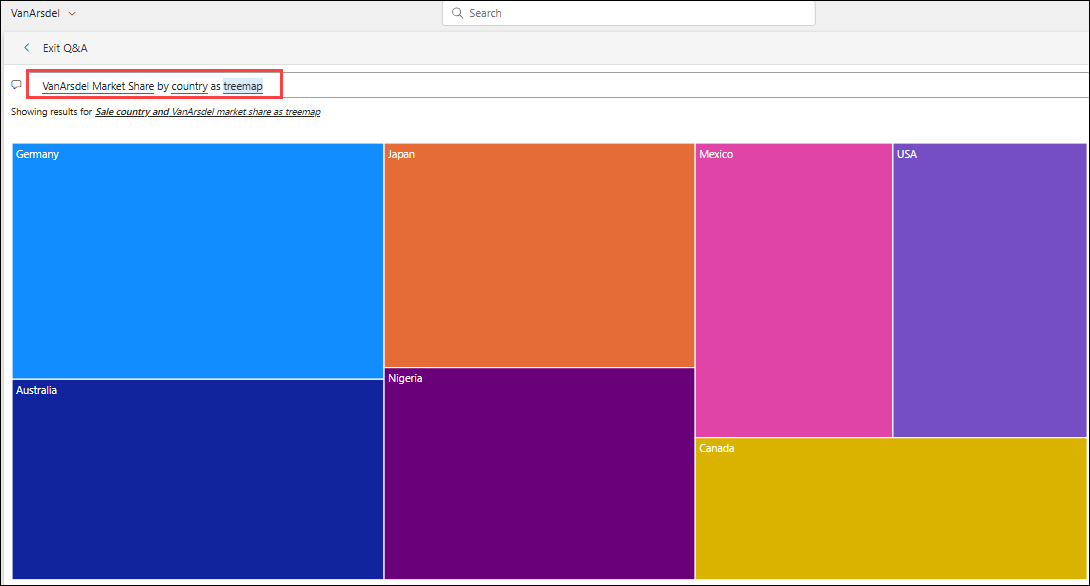 VanArsdel
Search
Exit Q&A
VanArsdel Market Share by country as treemap
Showing results for Sale country and VanArsdel market share as treemap
Germany
Japan
Mexico
USA
Australia
Nigeria
Canada